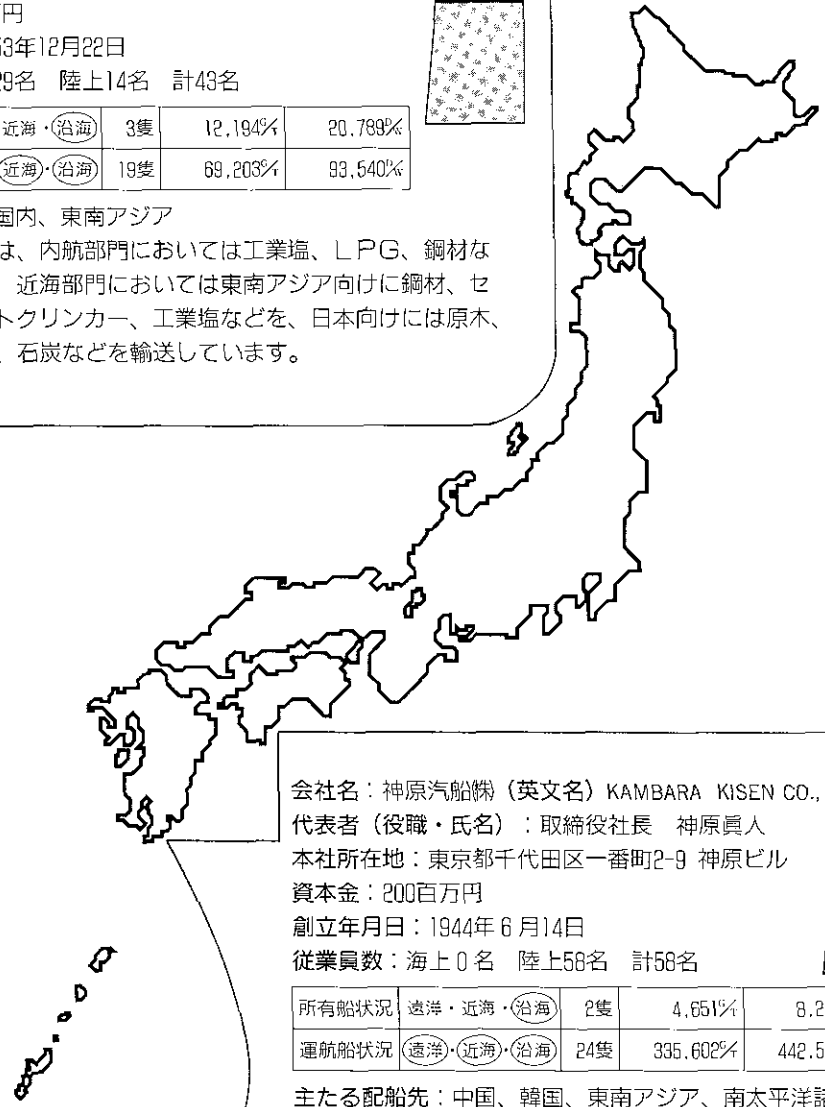 円
3年12月22日
29名 陸上14名 計43名
近海・沿海 3隻 12,194G/T 20,789D/W
近海・沿海 19隻 69,203G/T 93,540D/W
国内、東南アジア
は、内航部門においては工業塩、LPG、鋼材な
近海部門においては東南アジア向けに鋼材、セ
トクリンカー、工業塩などを、日本向けには原木、
、石炭などを輸送しています。
会社名:神原汽船㈱(英文名)KAMBARA KISEN CO.,
代表者(役職・氏名):取締役社長 神原眞人
本社所在地:東京都千代田区一番町2-9 神原ビル
資本金:200百万円
創立年月日:1944年6月14日
従業員数:海上0名 陸上58名 計58名
所有船状況 遠洋・近海・沿海 2隻 4,651G/T 8,2
運航船状況 遠洋・近海・沿海 24隻 335,602G/T 442,5
主たる配船先:中国、韓国、東南アジア、南太平洋諸